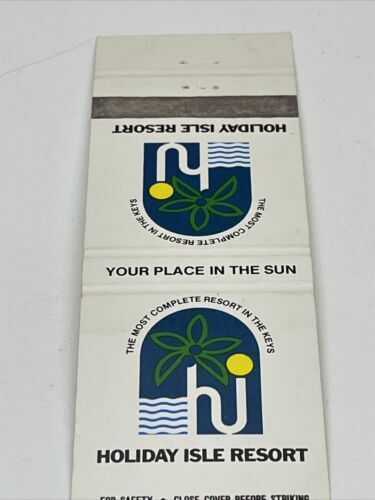 HOLIDAY ISLE RESORT
THE MOST COMPLETE RESORT IN THE KEYS
YOUR PLACE IN THE SUN
THE MOST COMPLETE RESORT IN THE KEYS
hi
HOLIDAY ISLE RESORT
FOR SAFETY • CLOSE COVER BEFORE STRIKING